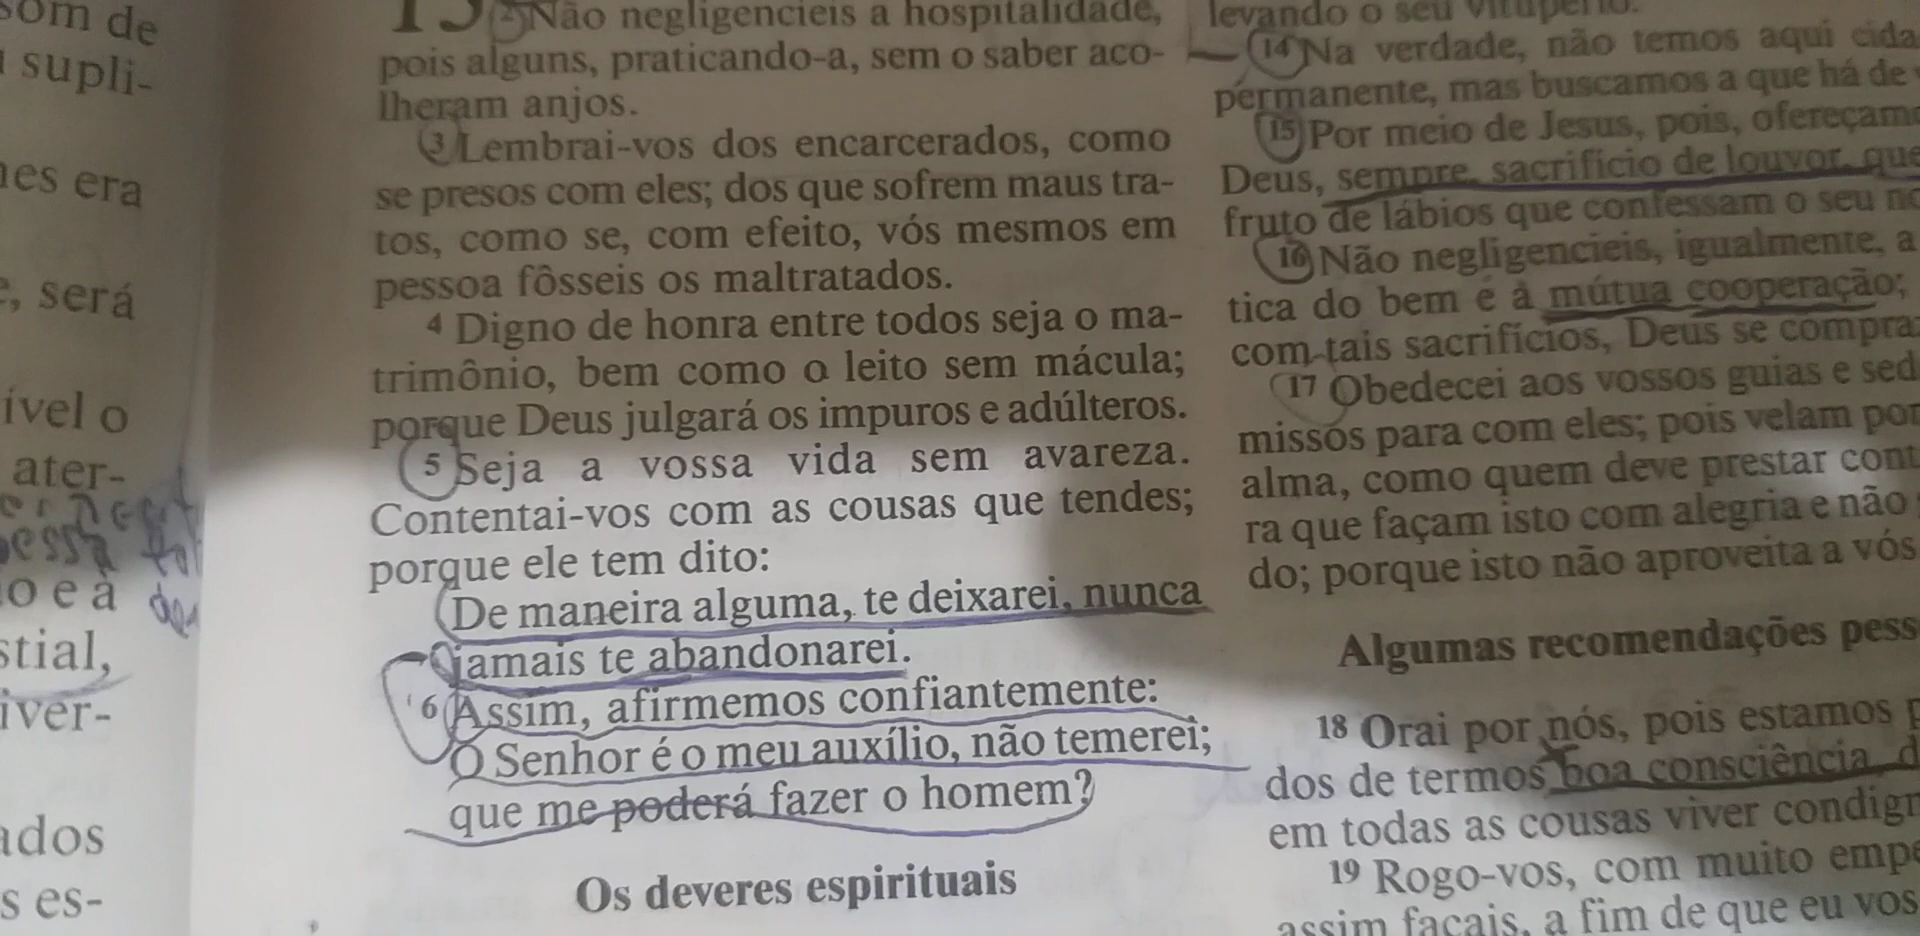 som de
supli-
era
será
ível o
ater-
o e à
stial,
iver-
ados
s es-
13 2 Não negligencieis a hospitalidade,
pois alguns, praticando-a, sem o saber aco-
lheram anjos.
3 Lembrai-vos dos encarcerados, como
se presos com eles; dos que sofrem maus tra-
tos, como se, com efeito, vós mesmos em
pessoa fôsseis os maltratados.
4 Digno de honra entre todos seja o ma-
trimônio, bem como o leito sem mácula;
porque Deus julgará os impuros e adúlteros.
5 Seja a vossa vida sem avareza.
Contentai-vos com as cousas que tendes;
porque ele tem dito:
De maneira alguma, te deixarei, nunca
jamais te abandonarei.
6 Assim, afirmemos confiantemente:
O Senhor é o meu auxílio, não temerei;
que me poderá fazer o homem?
Os deveres espirituais
levando o seu vitupério.
14 Na verdade, não temos aqui cida
permanente, mas buscamos a que há de
15 Por meio de Jesus, pois, ofereçamo
Deus, sempre, sacrifício de louvor, que
fruto de lábios que confessam o seu no
16 Não negligencieis, igualmente, a
tica do bem e a mútua cooperação;
com tais sacrifícios, Deus se compra
17 Obedecei aos vossos guias e sed
missos para com eles; pois velam por
alma, como quem deve prestar cont
ra que façam isto com alegria e não
do; porque isto não aproveita a vós
Algumas recomendações pess
18 Orai por nós, pois estamos p
dos de termos boa consciência, d
em todas as cousas viver condign
19 Rogo-vos, com muito empe
assim façais, a fim de que eu vos